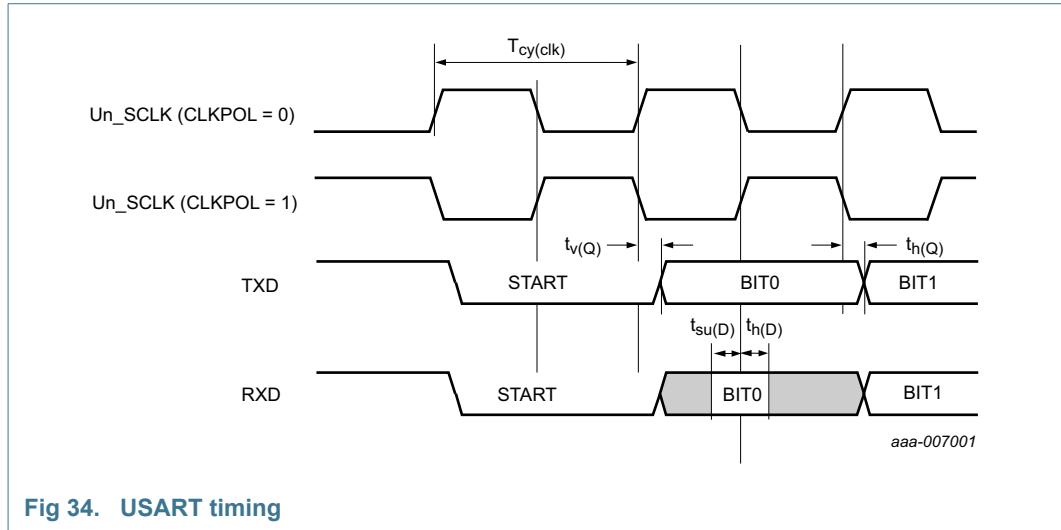 Tcy(clk)
Un_SCLK (CLKPOL = 0)
Un_SCLK (CLKPOL = 1)
tv(Q)
th(Q)
TXD
START
BIT0
BIT1
tsu(D)
th(D)
RXD
START
BIT0
BIT1
aaa-007001
Fig 34. USART timing